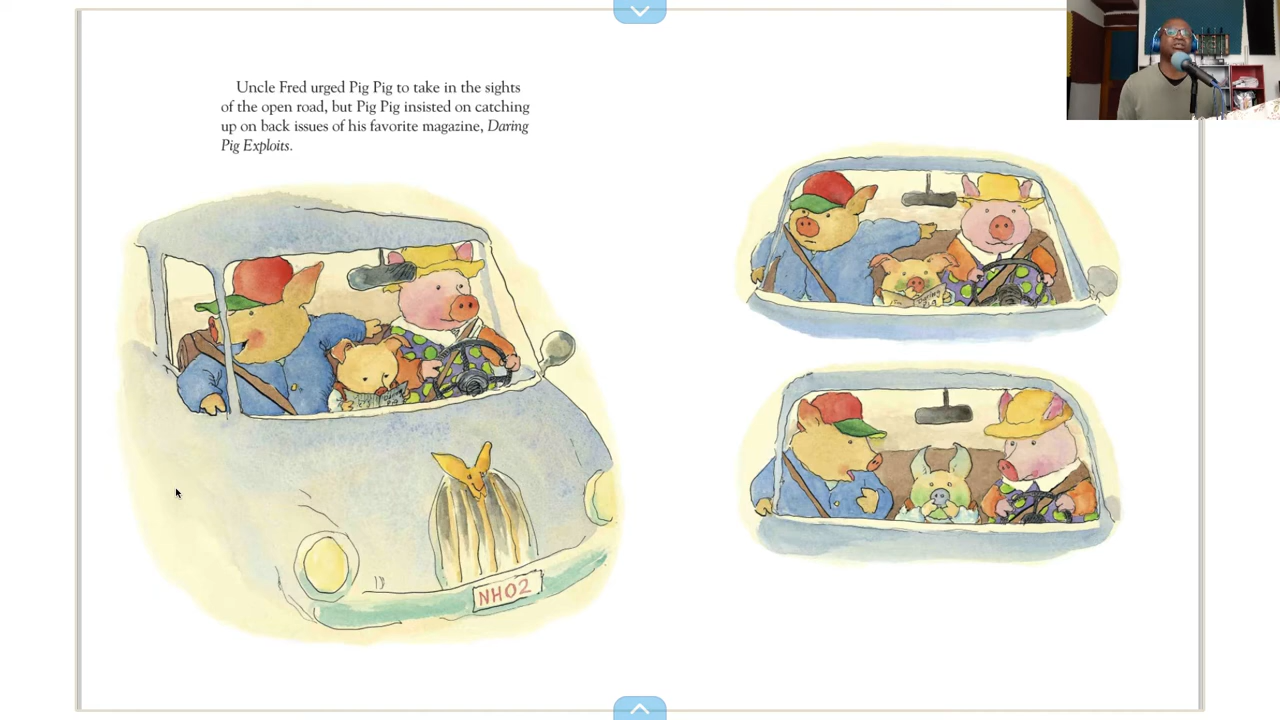 Uncle Fred urged Pig Pig to take in the sights
of the open road, but Pig Pig insisted on catching
up on back issues of his favorite magazine, Daring
Pig Exploits.
NHO2